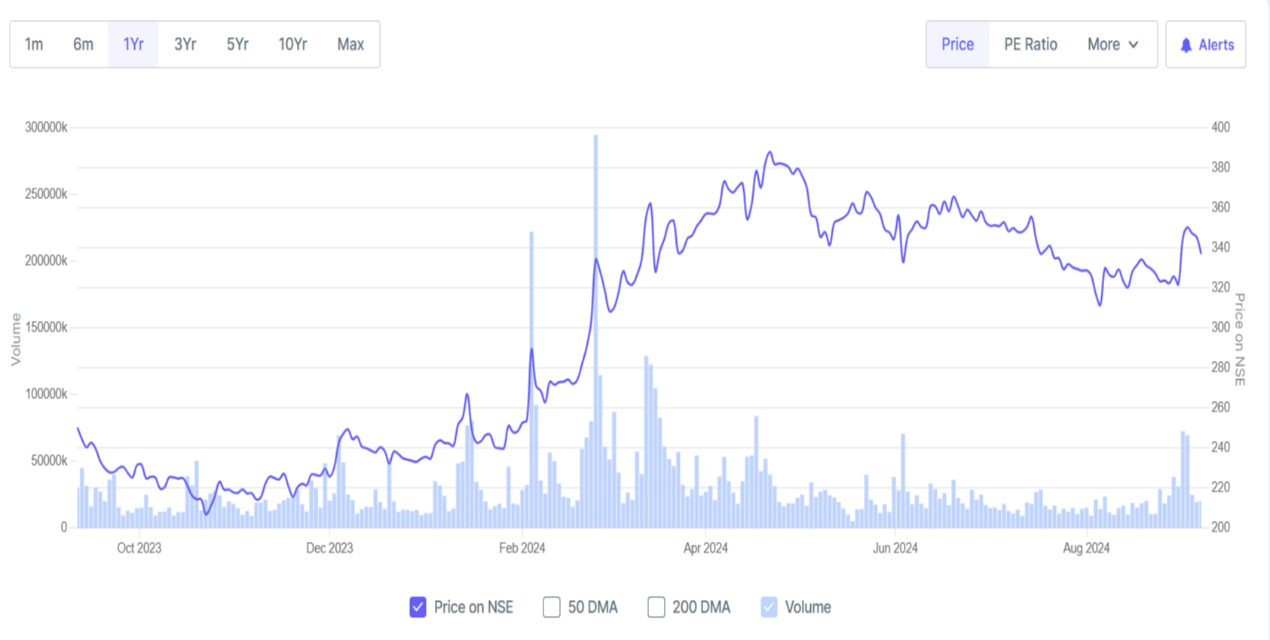 1m 6m 1Yr 3Yr 5Yr 10Yr Max
Price PE Ratio More Alerts
300000k
250000k
200000k
150000k
100000k
50000k
0
Volume
400
380
360
340
320
300
280
260
240
220
200
Price on NSE
Oct 2023 Dec 2023 Feb 2024 Apr 2024 Jun 2024 Aug 2024
Price on NSE 50 DMA 200 DMA Volume